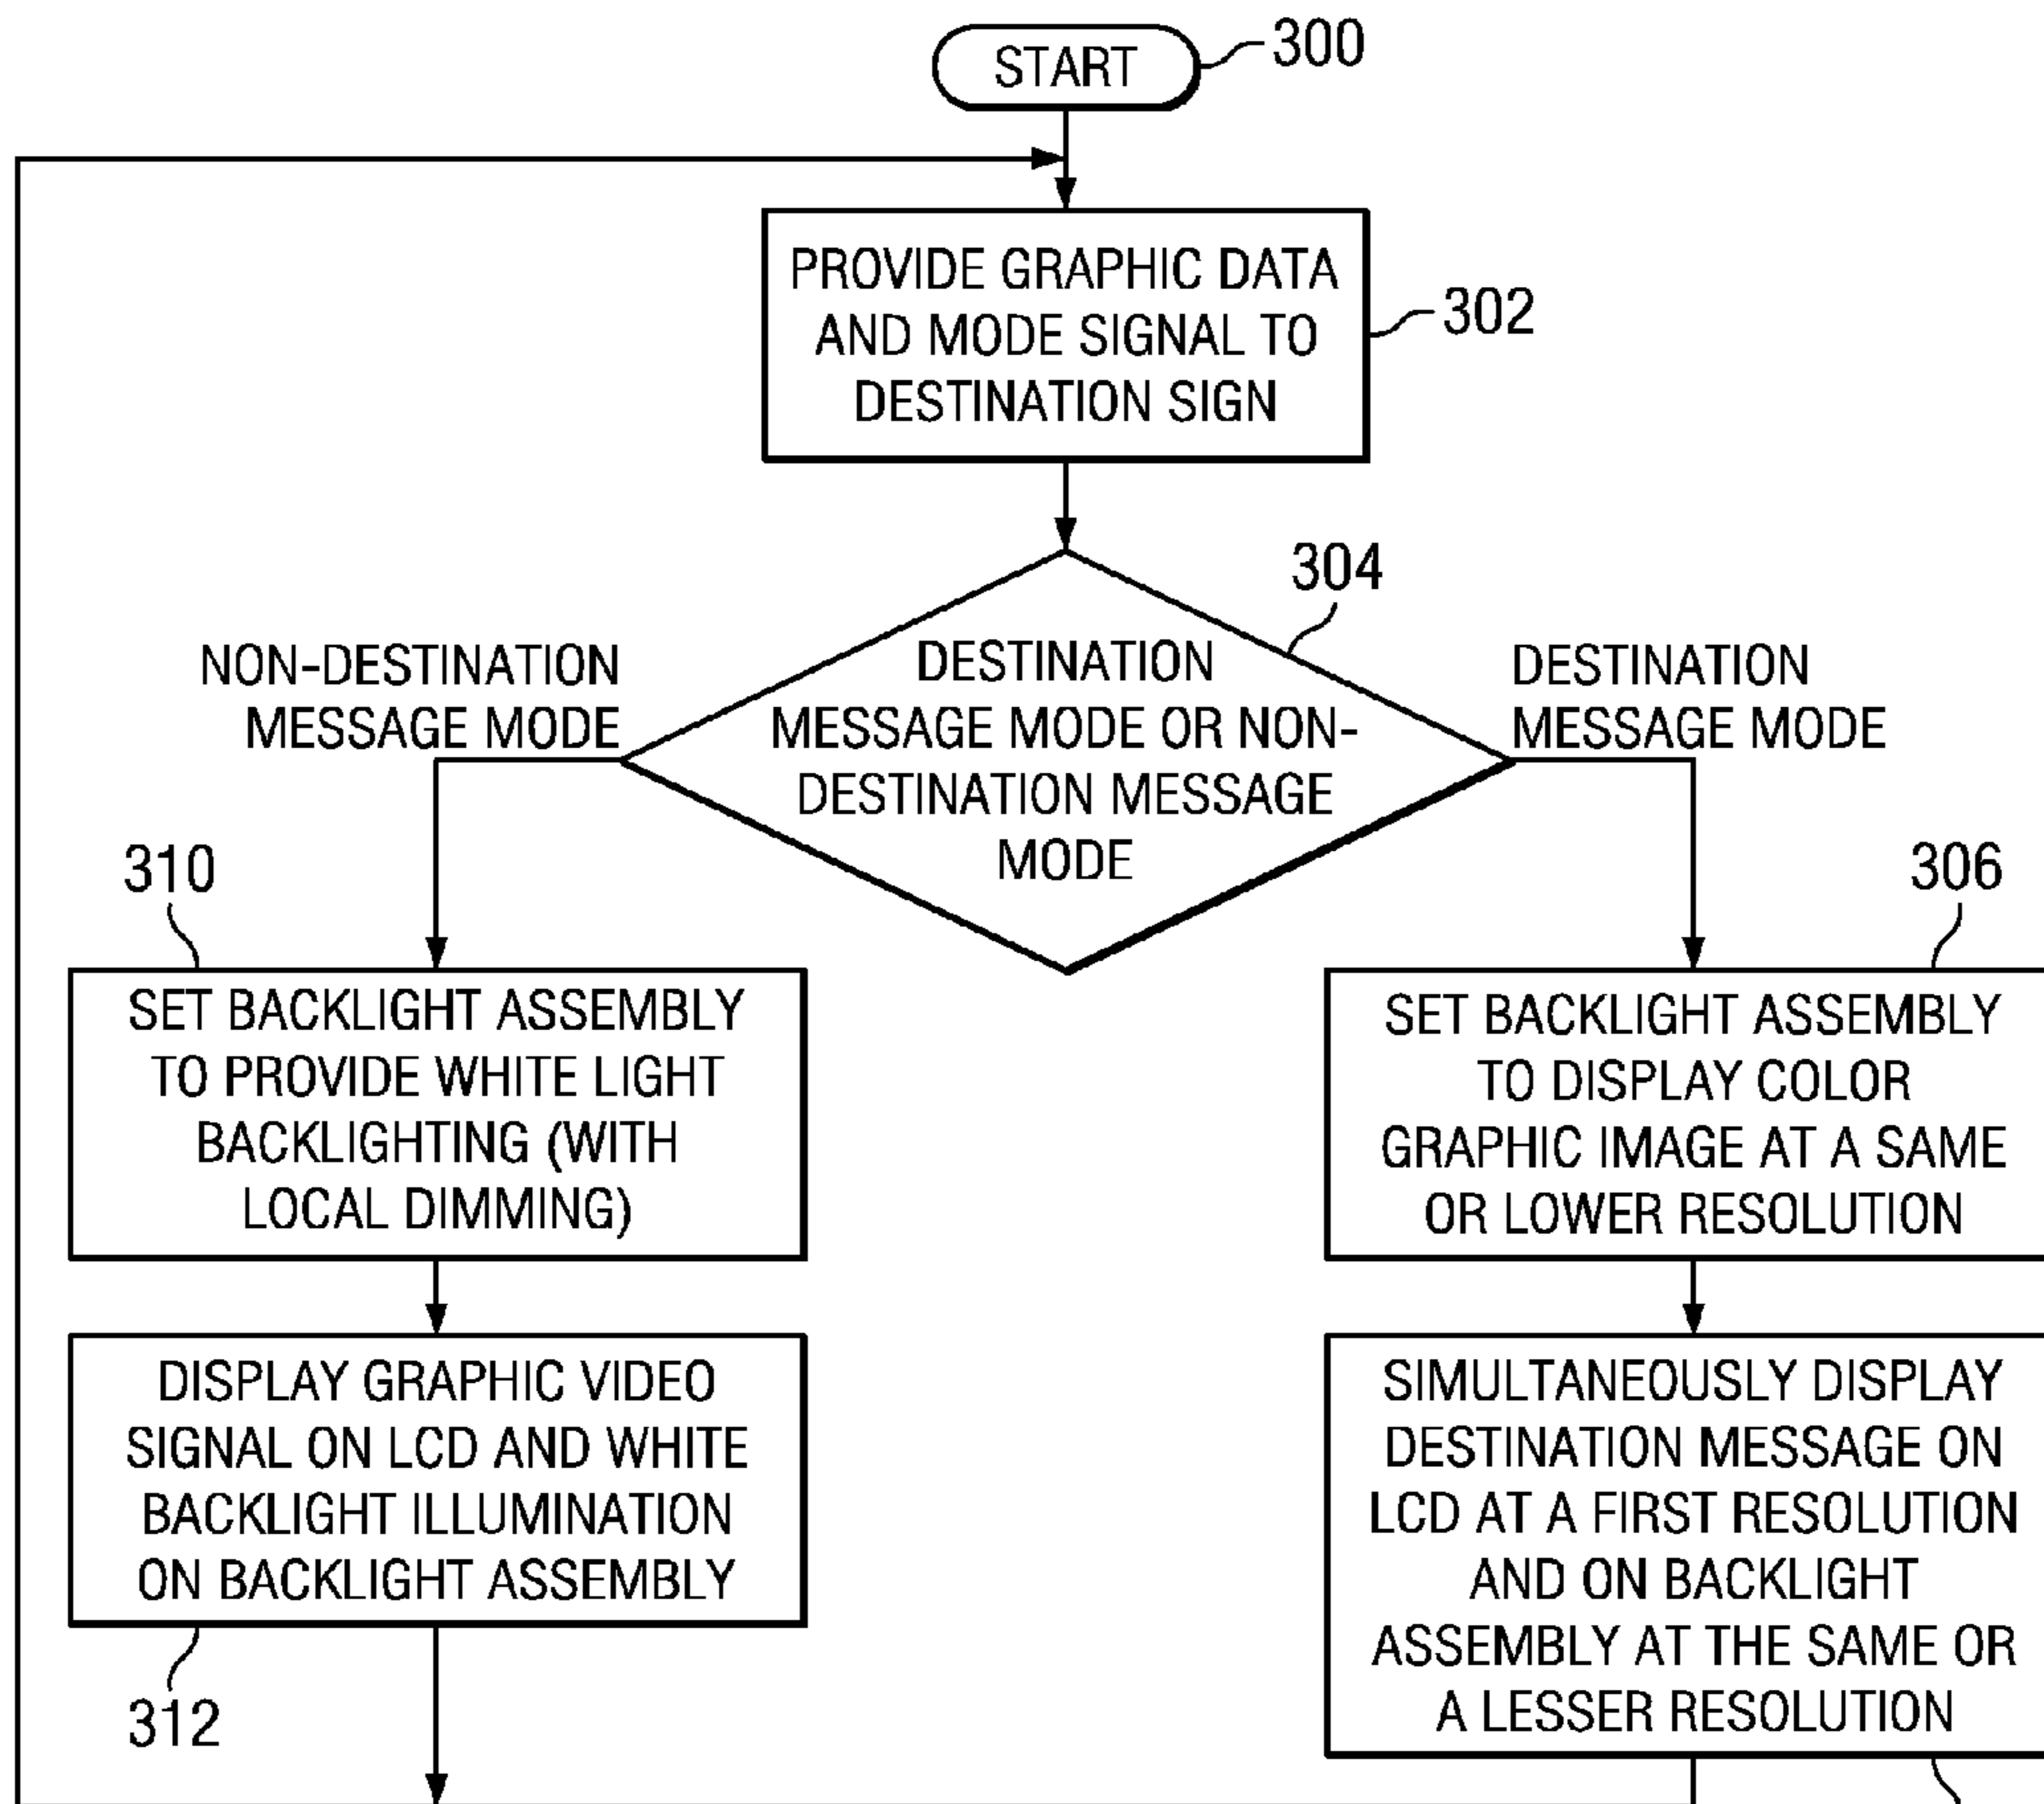 START
300
PROVIDE GRAPHIC DATA
AND MODE SIGNAL TO
DESTINATION SIGN
302
304
NON-DESTINATION
MESSAGE MODE
DESTINATION
MESSAGE MODE OR NON-
DESTINATION MESSAGE
MODE
DESTINATION
MESSAGE MODE
310
SET BACKLIGHT ASSEMBLY
TO PROVIDE WHITE LIGHT
BACKLIGHTING (WITH
LOCAL DIMMING)
306
SET BACKLIGHT ASSEMBLY
TO DISPLAY COLOR
GRAPHIC IMAGE AT A SAME
OR LOWER RESOLUTION
DISPLAY GRAPHIC VIDEO
SIGNAL ON LCD AND WHITE
BACKLIGHT ILLUMINATION
ON BACKLIGHT ASSEMBLY
312
SIMULTANEOUSLY DISPLAY
DESTINATION MESSAGE ON
LCD AT A FIRST RESOLUTION
AND ON BACKLIGHT
ASSEMBLY AT THE SAME OR
A LESSER RESOLUTION